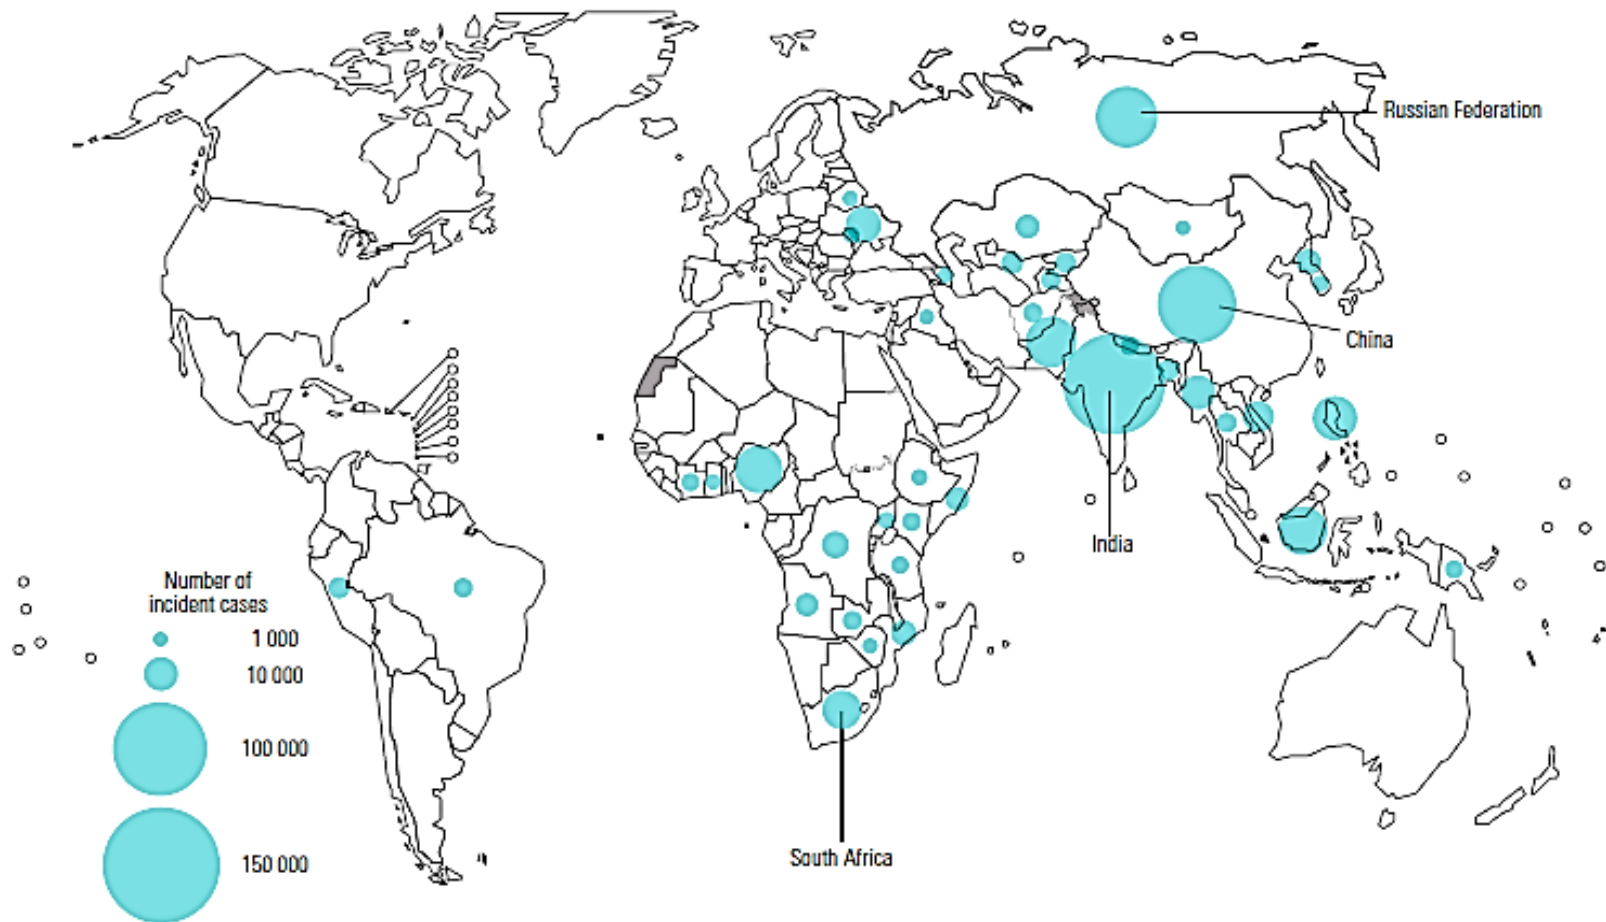 Russian Federation
China
India
Number of
incident cases
1 000
10 000
100 000
150 000
South Africa